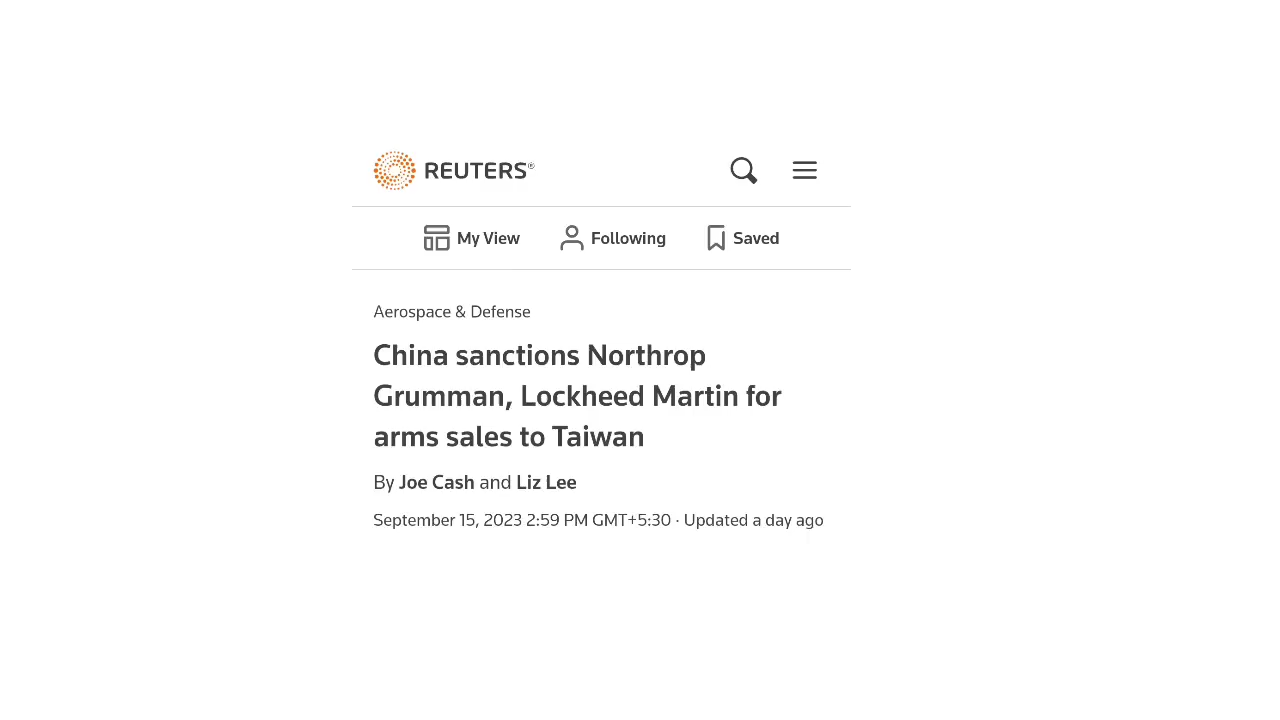 REUTERS®
My View Following Saved
Aerospace & Defense
China sanctions Northrop
Grumman, Lockheed Martin for
arms sales to Taiwan
By Joe Cash and Liz Lee
September 15, 2023 2:59 PM GMT+5:30 · Updated a day ago